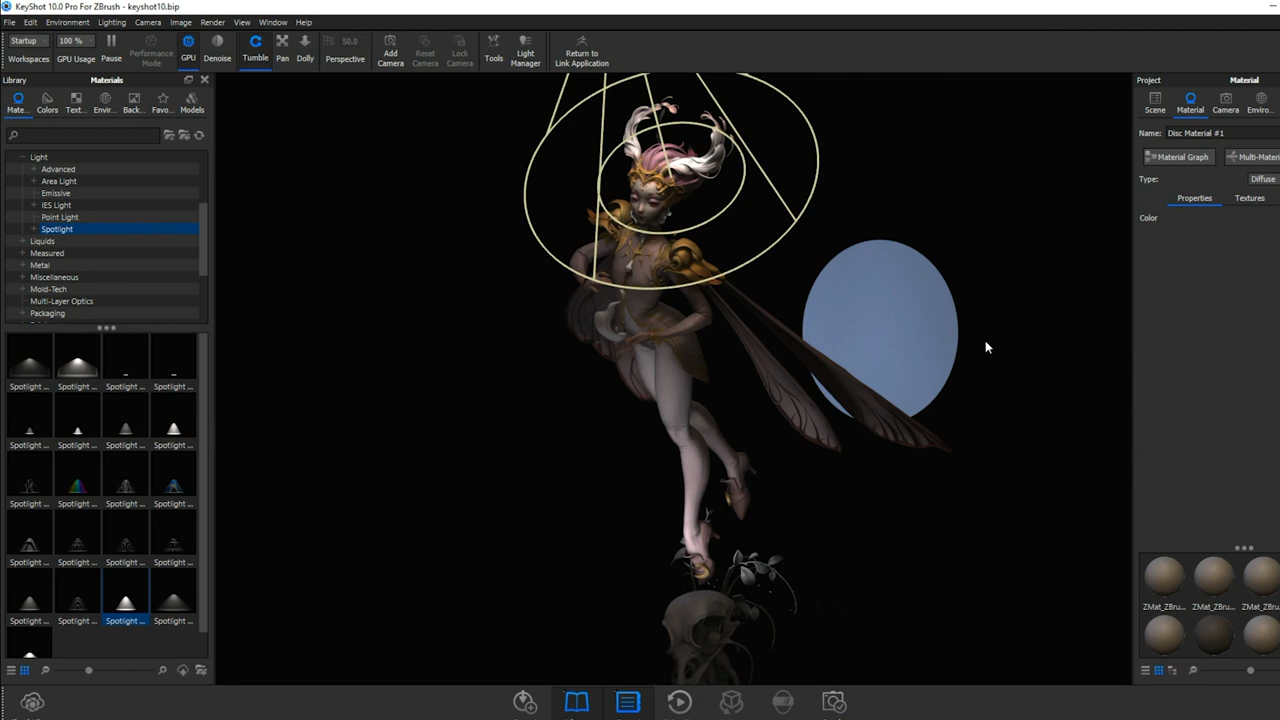 KeyShot 10.0 Pro For ZBrush - keyshot10.bip
File Edit Environment Lighting Camera Image Render View Window Help
Startup 100 % 50.0
Workspaces GPU Usage Pause Performance Mode GPU Denoise Tumble Pan Dolly Perspective Add Camera Reset Camera Lock Camera Tools Light Manager Return to Link Application
Library Materials
Mate... Colors Text... Envir... Back... Favo... Models
Light
Advanced
Area Light
Emissive
IES Light
Point Light
Spotlight
Liquids
Measured
Metal
Miscellaneous
Mold-Tech
Multi-Layer Optics
Packaging
Spotlight ... Spotlight ... Spotlight ... Spotlight ...
Spotlight ... Spotlight ... Spotlight ... Spotlight ...
Spotlight ... Spotlight ... Spotlight ... Spotlight ...
Spotlight ... Spotlight ... Spotlight ... Spotlight ...
Spotlight ... Spotlight ... Spotlight ... Spotlight ...
Project Material
Scene Material Camera Enviro...
Name: Disc Material #1
Material Graph Multi-Materi
Type: Diffuse
Properties Textures
Color
ZMat_ZBru... ZMat_ZBru... ZMat_ZBr